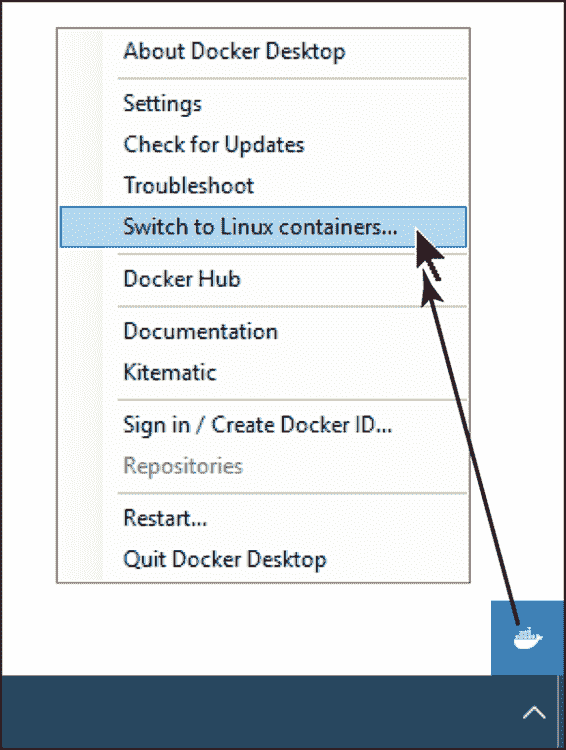 About Docker Desktop
Settings
Check for Updates
Troubleshoot
Switch to Linux containers...
Docker Hub
Documentation
Kitematic
Sign in / Create Docker ID...
Repositories
Restart...
Quit Docker Desktop